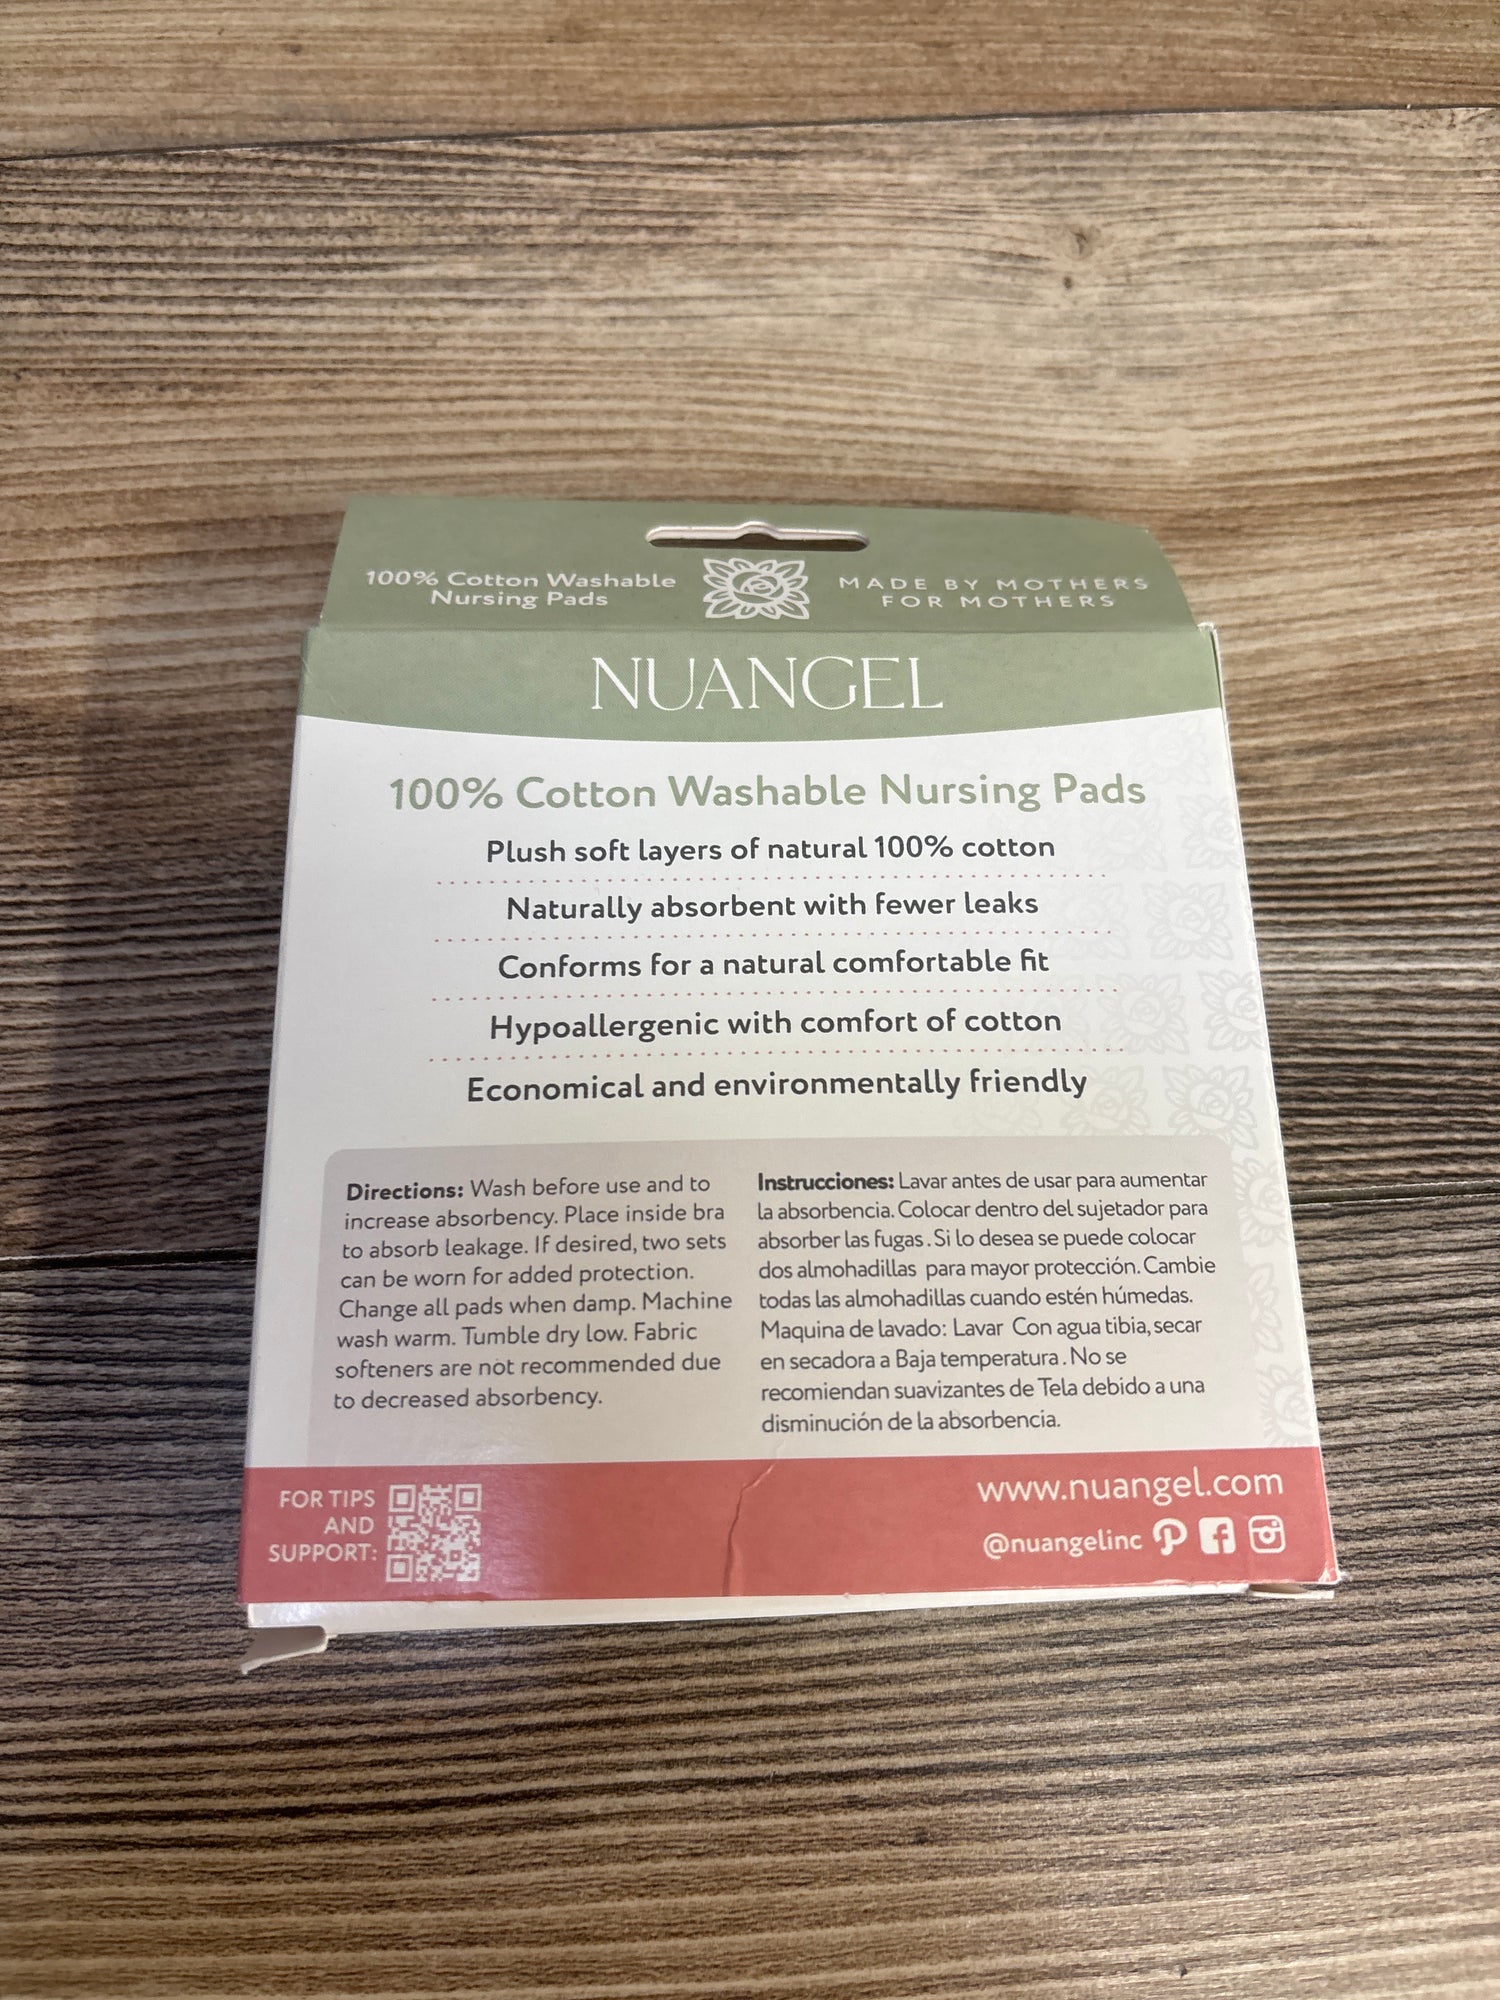 100% Cotton Washable
Nursing Pads
MADE BY MOTHERS
FOR MOTHERS
NUANGEL
100% Cotton Washable Nursing Pads
Plush soft layers of natural 100% cotton
Naturally absorbent with fewer leaks
Conforms for a natural comfortable fit
Hypoallergenic with comfort of cotton
Economical and environmentally friendly
Directions: Wash before use and to
increase absorbency. Place inside bra
to absorb leakage. If desired, two sets
can be worn for added protection.
Change all pads when damp. Machine
wash warm. Tumble dry low. Fabric
softeners are not recommended due
to decreased absorbency.
Instrucciones: Lavar antes de usar para aumentar
la absorbencia. Colocar dentro del sujetador para
absorber las fugas. Si lo desea se puede colocar
dos almohadillas para mayor protección. Cambie
todas las almohadillas cuando estén húmedas.
Maquina de lavado: Lavar Con agua tibia, secar
en secadora a Baja temperatura. No se
recomiendan suavizantes de Tela debido a una
disminución de la absorbencia.
FOR TIPS
AND
SUPPORT:
www.nuangel.com
@nuangelinc